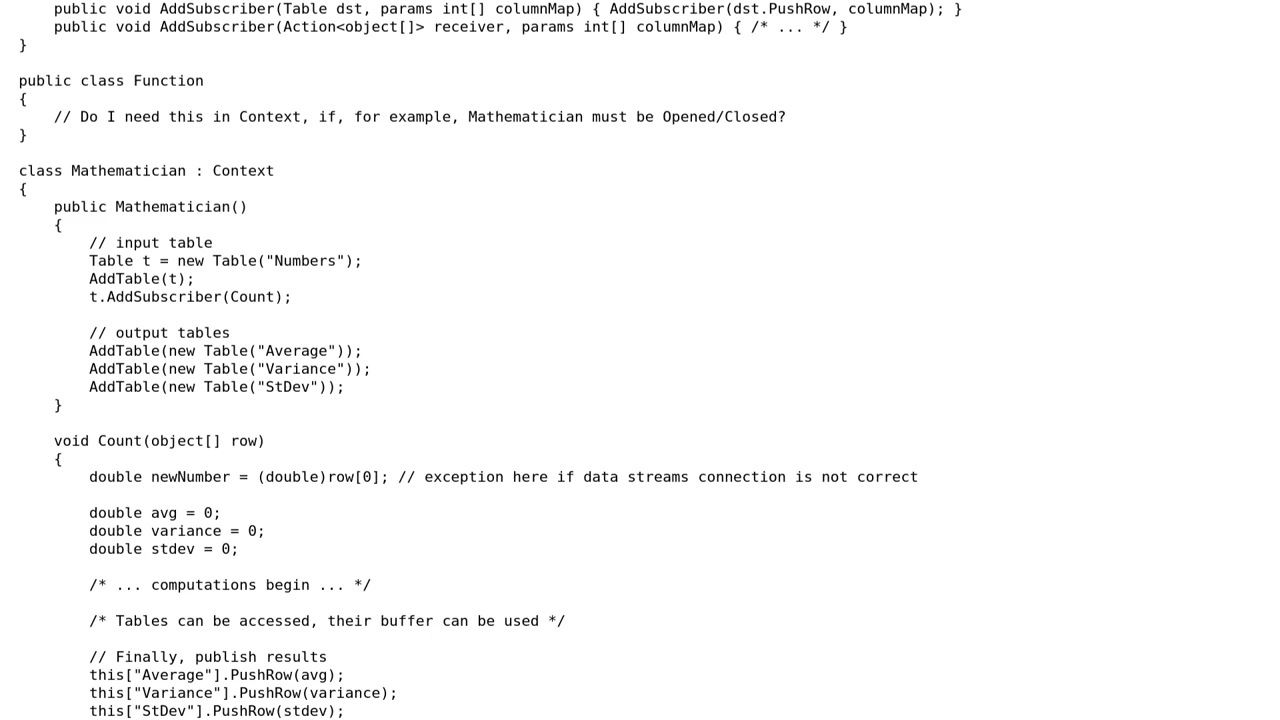 public void AddSubscriber(Table dst, params int[] columnMap) { AddSubscriber(dst.PushRow, columnMap); }
public void AddSubscriber(Action<object[]> receiver, params int[] columnMap) { /* ... */ }
}
public class Function
{
// Do I need this in Context, if, for example, Mathematician must be Opened/Closed?
}
class Mathematician : Context
{
public Mathematician()
{
// input table
Table t = new Table("Numbers");
AddTable(t);
t.AddSubscriber(Count);
// output tables
AddTable(new Table("Average"));
AddTable(new Table("Variance"));
AddTable(new Table("StDev"));
}
void Count(object[] row)
{
double newNumber = (double)row[0]; // exception here if data streams connection is not correct
double avg = 0;
double variance = 0;
double stdev = 0;
/* ... computations begin ... */
/* Tables can be accessed, their buffer can be used */
// Finally, publish results
this["Average"].PushRow(avg);
this["Variance"].PushRow(variance);
this["StDev"].PushRow(stdev);